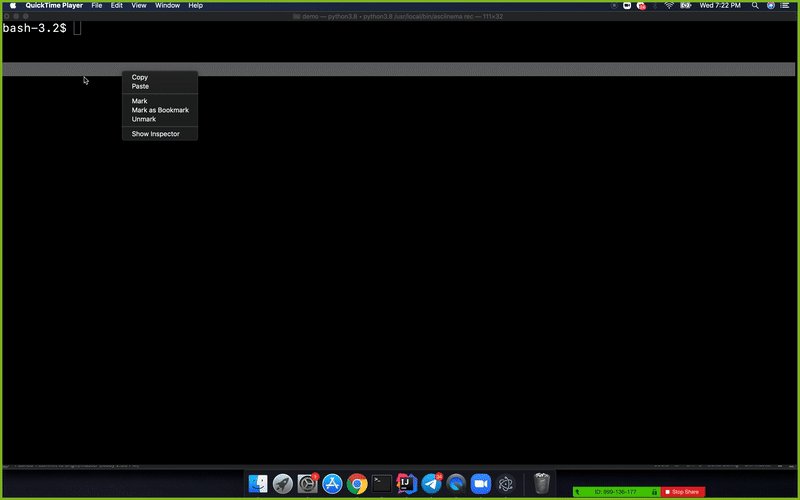 QuickTime Player File Edit View Window Help Wed 7:22 PM
demo — python3.8 • python3.8 /usr/local/bin/asciinema rec — 111×32
bash-3.2$
Copy
Paste
Mark
Mark as Bookmark
Unmark
Show Inspector
ID: 899-136-177 Stop Share